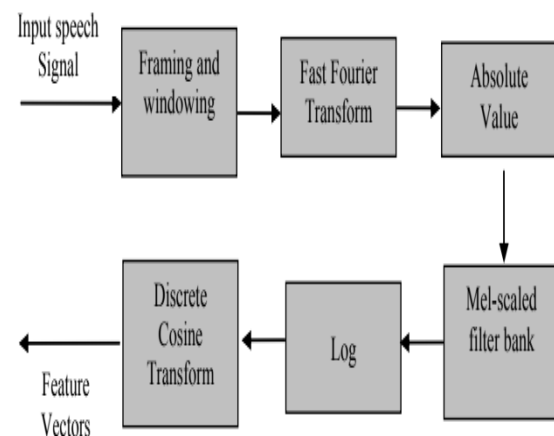 Input speech
Signal
Framing and
windowing
Fast Fourier
Transform
Absolute
Value
Mel-scaled
filter bank
Log
Discrete
Cosine
Transform
Feature
Vectors